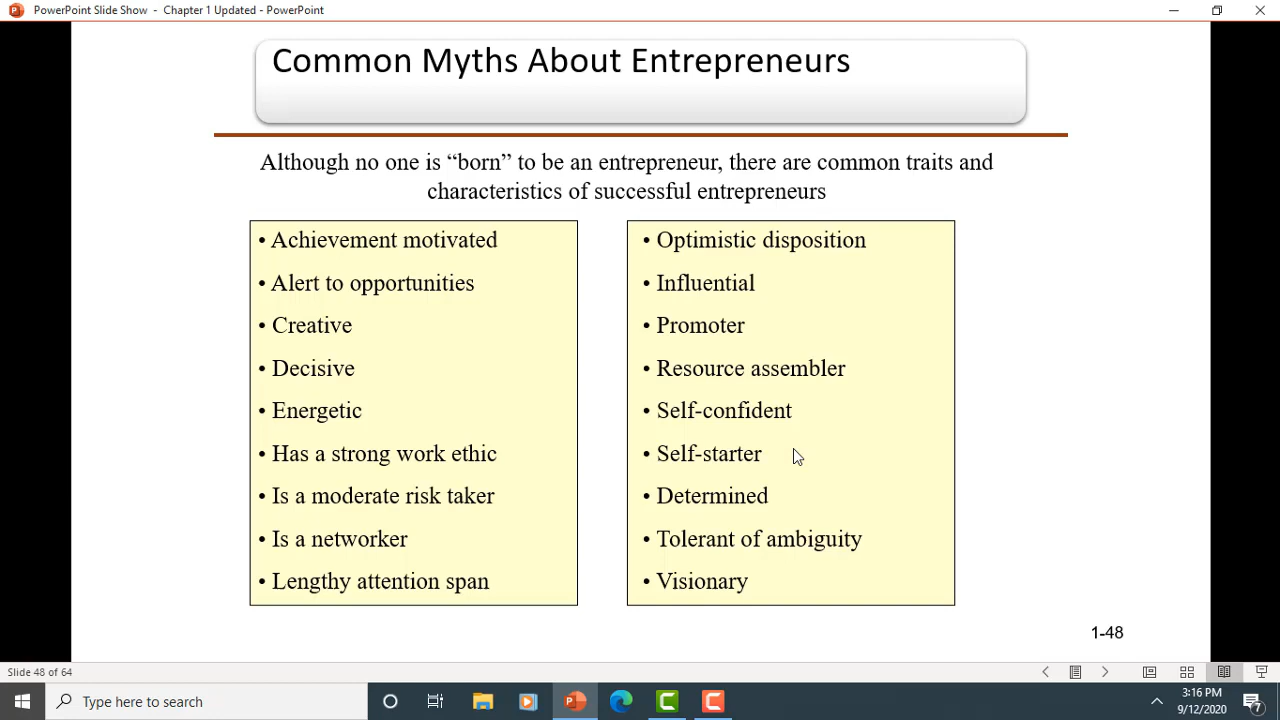 PowerPoint Slide Show - Chapter 1 Updated - PowerPoint
Common Myths About Entrepreneurs
Although no one is “born” to be an entrepreneur, there are common traits and
characteristics of successful entrepreneurs
• Achievement motivated
• Alert to opportunities
• Creative
• Decisive
• Energetic
• Has a strong work ethic
• Is a moderate risk taker
• Is a networker
• Lengthy attention span
• Optimistic disposition
• Influential
• Promoter
• Resource assembler
• Self-confident
• Self-starter
• Determined
• Tolerant of ambiguity
• Visionary
1-48
Slide 48 of 64
Type here to search
3:16 PM
9/12/2020
7